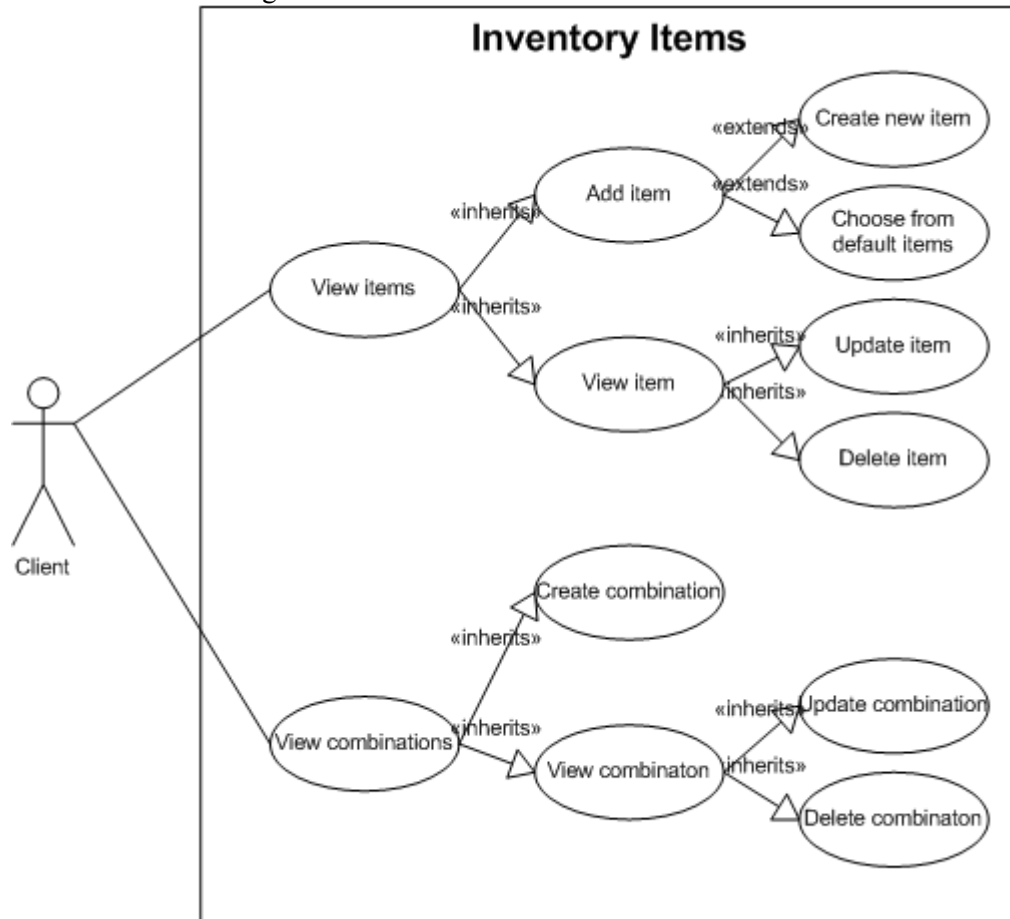 Inventory Items
«extends»
Create new item
Add item
«extends»
Choose from
default items
«inherits»
View items
«inherits»
«inherits»
Update item
View item
inherits»
Delete item
Client
Create combination
«inherits»
«inherits»
Update combination
View combinations
«inherits»
View combinaton
inherits»
Delete combinaton